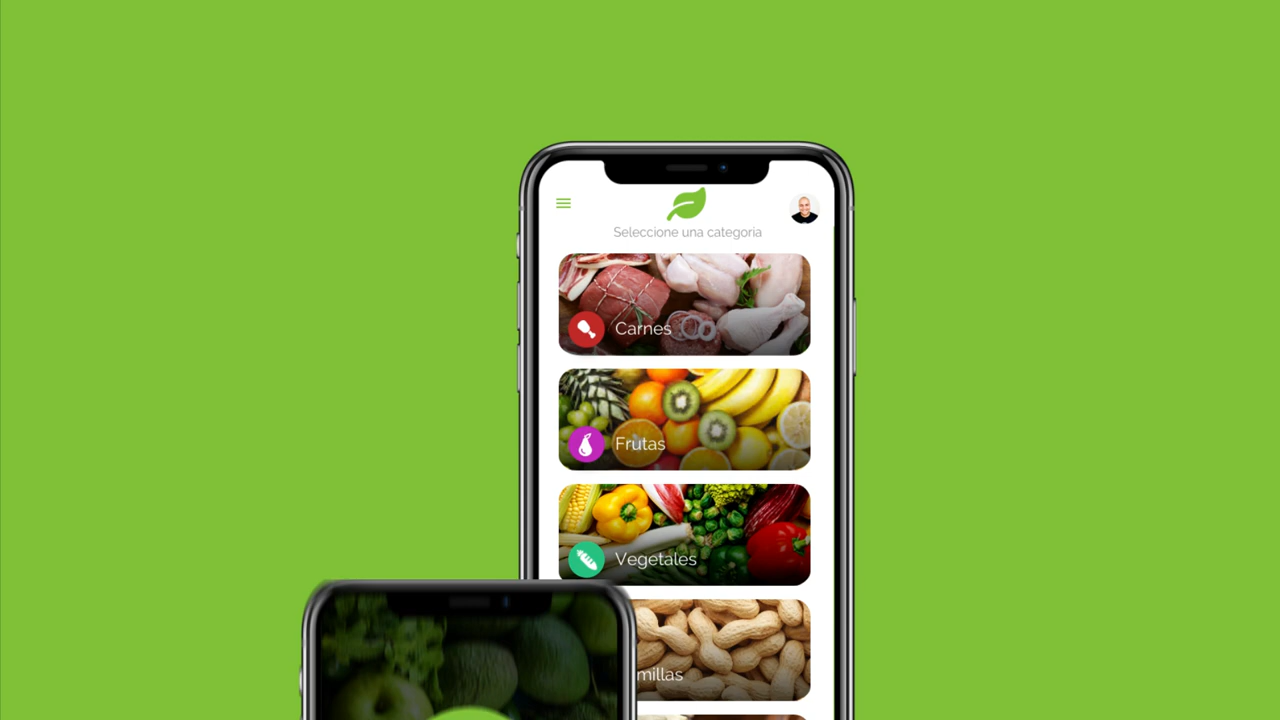 Seleccione una categoria
Carnes
Frutas
Vegetales
millas